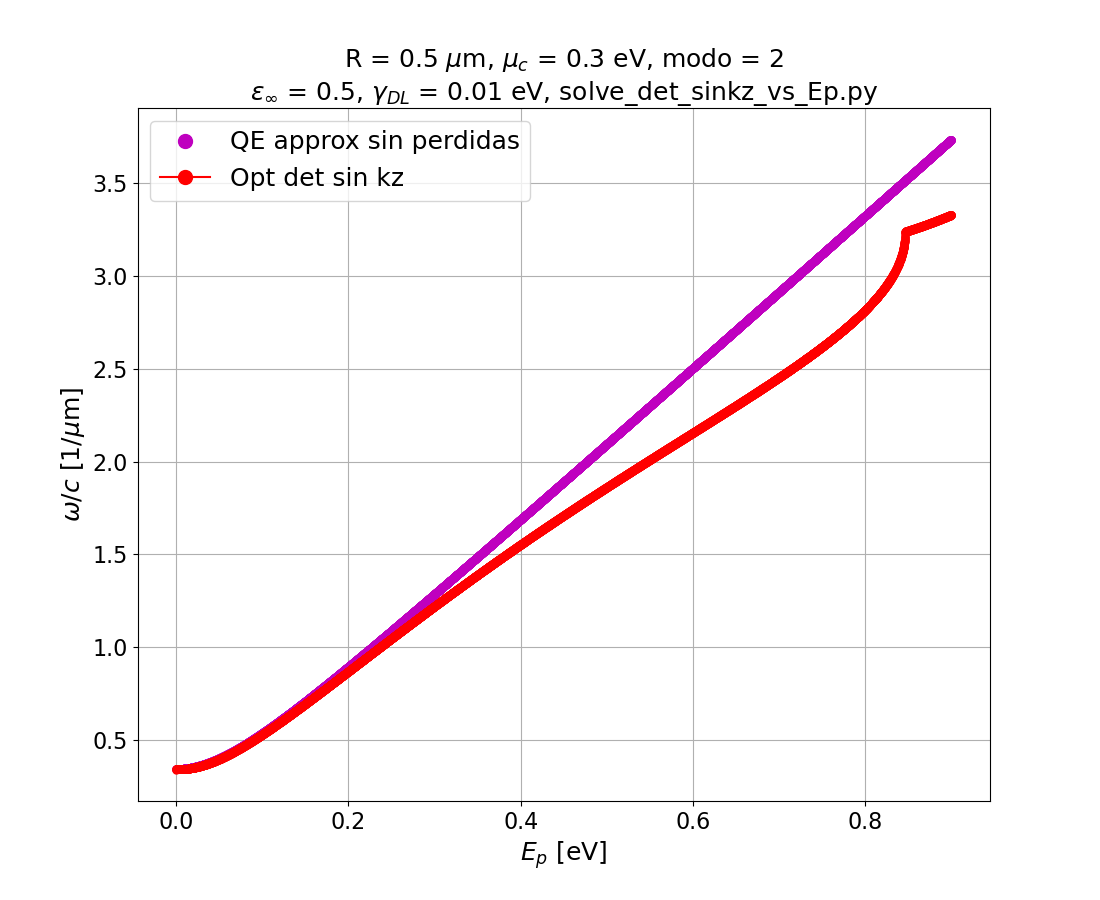 R = 0.5 μm, μc = 0.3 eV, modo = 2
ε∞ = 0.5, γDL = 0.01 eV, solve_det_sinkz_vs_Ep.py
QE approx sin perdidas
Opt det sin kz
3.5
3.0
2.5
2.0
1.5
1.0
0.5
ω/c [1/μm]
0.0 0.2 0.4 0.6 0.8
Ep [eV]